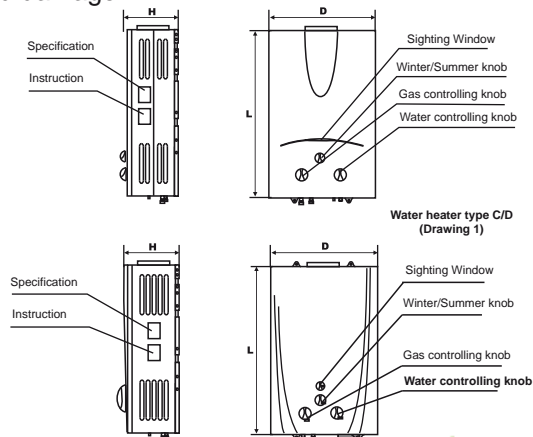 H
D
Specification
Instruction
L
Sighting Window
Winter/Summer knob
Gas controlling knob
Water controlling knob
Water heater type C/D
(Drawing 1)
H
D
Specification
Instruction
L
Sighting Window
Winter/Summer knob
Gas controlling knob
Water controlling knob